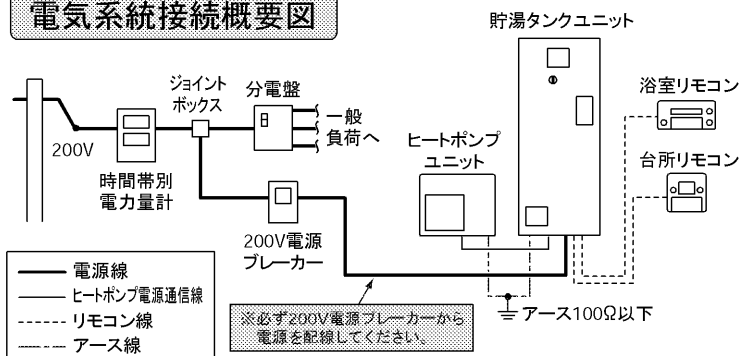 電気系統接続概要図
貯湯タンクユニット
ジョイント
ボックス
分電盤
一般
負荷へ
200V
時間帯別
電力量計
ヒートポンプ
ユニット
浴室リモコン
台所リモコン
200V電源
ブレーカー
電源線
ヒートポンプ電源通信線
リモコン線
アース線
※必ず200V電源ブレーカーから
電源を配線してください。
アース100Ω以下